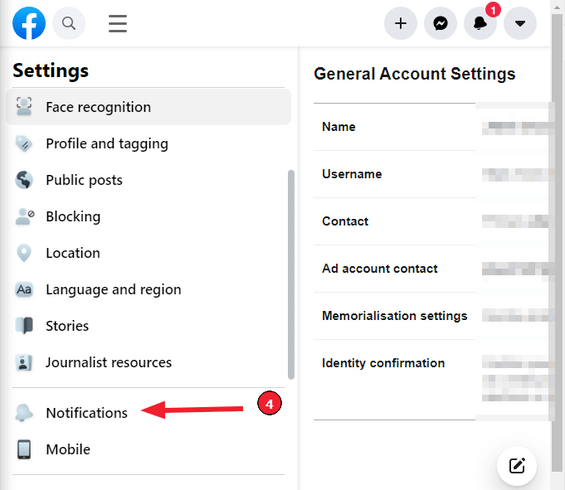 1
Settings
Face recognition
Profile and tagging
Public posts
Blocking
Location
Aa Language and region
Stories
Journalist resources
Notifications
4
Mobile
General Account Settings
Name
Username
Contact
Ad account contact
Memorialisation settings
Identity confirmation